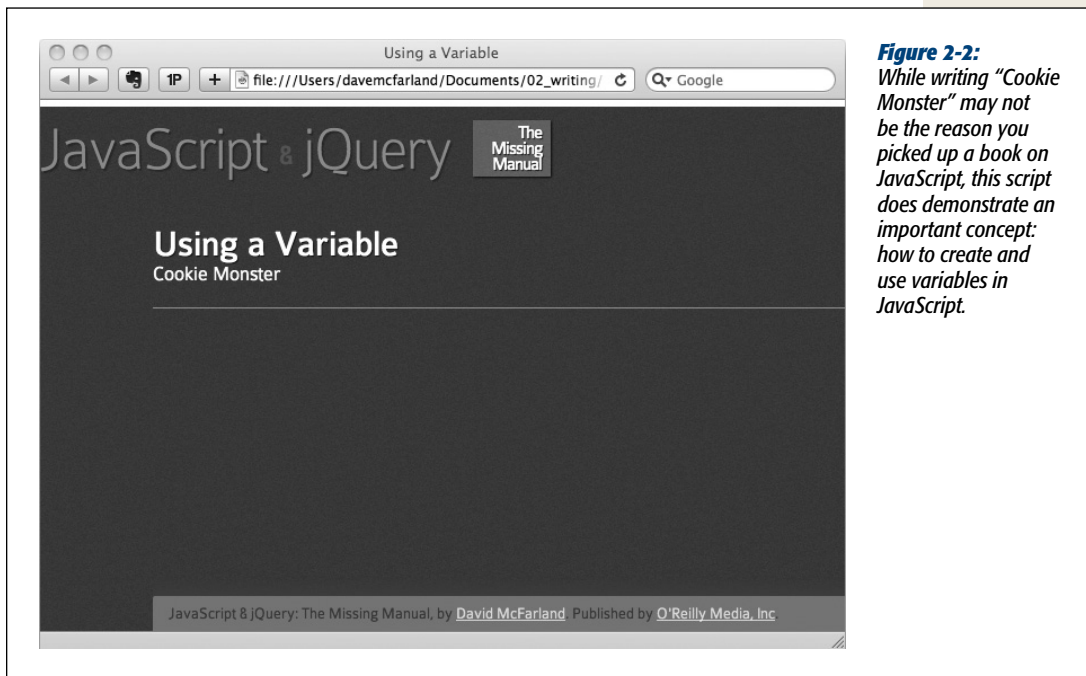 Using a Variable
1P
+
file:///Users/davemcfarland/Documents/02_writing/
Google
JavaScript & jQuery
The
Missing
Manual
Using a Variable
Cookie Monster
JavaScript & jQuery: The Missing Manual, by David McFarland. Published by O'Reilly Media, Inc.
Figure 2-2:
While writing “Cookie
Monster” may not
be the reason you
picked up a book on
JavaScript, this script
does demonstrate an
important concept:
how to create and
use variables in
JavaScript.